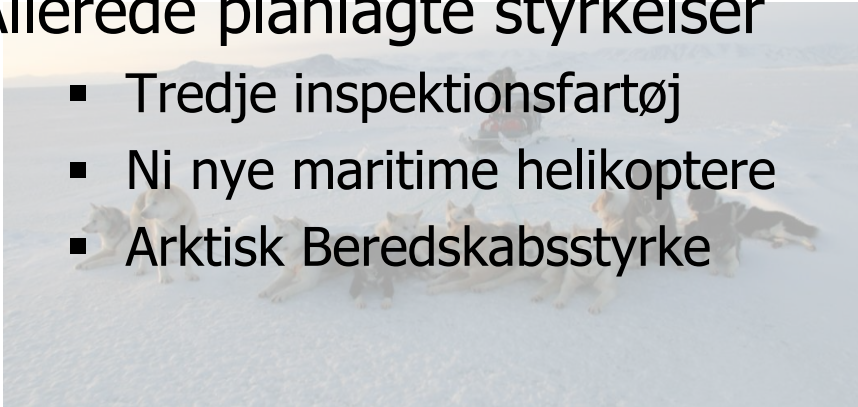 Allerede planlagte styrkelser
▪ Tredje inspektionsfartøj
▪ Ni nye maritime helikoptere
▪ Arktisk Beredskabsstyrke